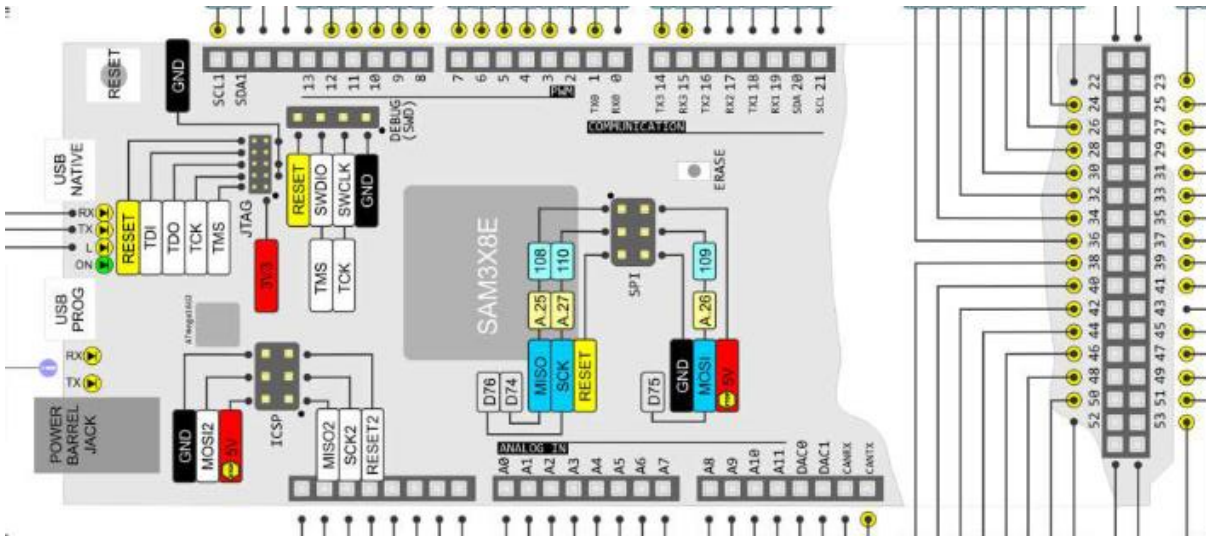 RESET
GND
SCL1
SDA1
13
12
11
10
9
8
7
6
5
4
3
2
1
0
TX0
RX0
PWM
TX3 14
RX3 15
TX2 16
RX2 17
TX1 18
RX1 19
SDA 20
SCL 21
COMMUNICATION
DEBUG
(SWD)
RESET
SWDIO
SWCLK
GND
TMS
TCK
USB
NATIVE
RX
TX
L
ON
RESET
TDI
TDO
TCK
TMS
JTAG
3V3
USB
PROG
ATmega16U2
RX
TX
POWER
BARREL
JACK
GND
MOSI2
5V
ICSP
MISO2
SCK2
RESET2
SAM3X8E
ERASE
SPI
108
110
109
A.25
A.27
A.26
MISO
SCK
RESET
GND
MOSI
5V
D76
D74
D75
ANALOG IN
A0
A1
A2
A3
A4
A5
A6
A7
A8
A9
A10
A11
DAC0
DAC1
CANRX
CANTX
22
24
26
28
30
32
34
36
38
40
42
44
46
48
50
52
23
25
27
29
31
33
35
37
39
41
43
45
47
49
51
53